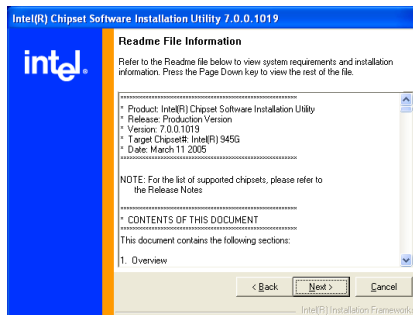 Intel(R) Chipset Software Installation Utility 7.0.0.1019
intel®
Readme File Information
Refer to the Readme file below to view system requirements and installation
information. Press the Page Down key to view the rest of the file.
* Product: Intel(R) Chipset Software Installation Utility
* Release: Production Version
* Version: 7.0.0.1019
* Target Chipset#: Intel(R) 945G
* Date: March 11 2005
NOTE: For the list of supported chipsets, please refer to
the Release Notes
* CONTENTS OF THIS DOCUMENT
This document contains the following sections:
1. Overview
< Back
Next >
Cancel
Intel(R) Installation Framework